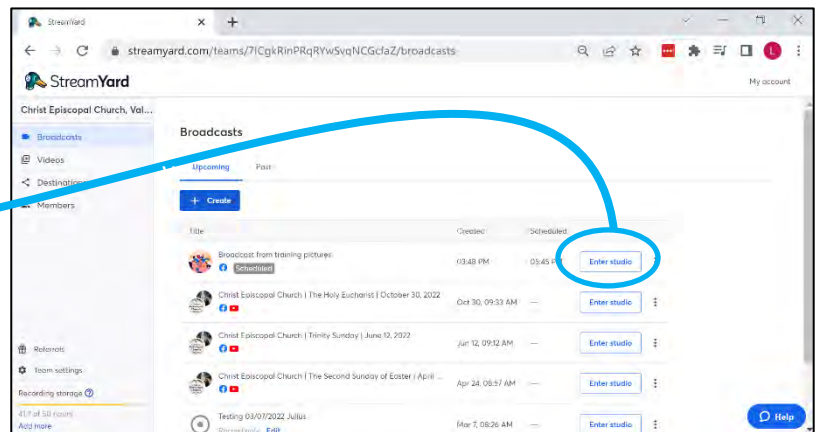 StreamYard
streamyard.com/teams/7ICgkRinPRqRYwSvqNCGcfaZ/broadcasts
L
StreamYard
My account
Christ Episcopal Church, Val...
Broadcasts
Videos
Destinations
Members
Referrals
Team settings
Recording storage
41.7 of 50 hours
Add more
Broadcasts
Upcoming Past
+ Create
Title Created Scheduled
Broadcast from training pictures 03:48 PM 05:45 PM Enter studio
Scheduled
Christ Episcopal Church | The Holy Eucharist | October 30, 2022 Oct 30, 09:33 AM — Enter studio
Christ Episcopal Church | Trinity Sunday | June 12, 2022 Jun 12, 09:12 AM — Enter studio
Christ Episcopal Church | The Second Sunday of Easter | April ... Apr 24, 08:57 AM — Enter studio
Testing 03/07/2022 Julius Mar 7, 08:26 AM — Enter studio
Edit
Help